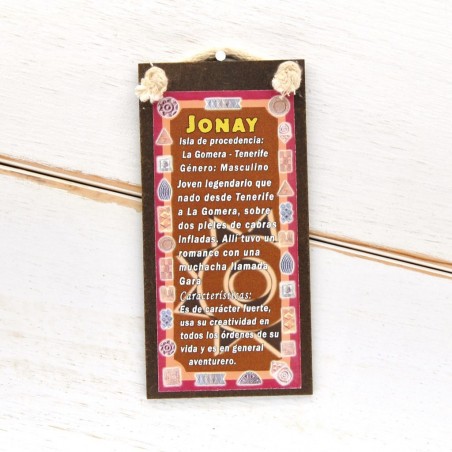 JONAY
Isla de procedencia:
La Gomera - Tenerife
Género: Masculino
Joven legendario que
nado desde Tenerife
a La Gomera, sobre
dos pieles de cabras
infladas. Allí tuvo un
romance con una
muchacha llamada
Gara
Características:
Es de carácter fuerte,
usa su creatividad en
todos los órdenes de su
vida y es en general
aventurero.